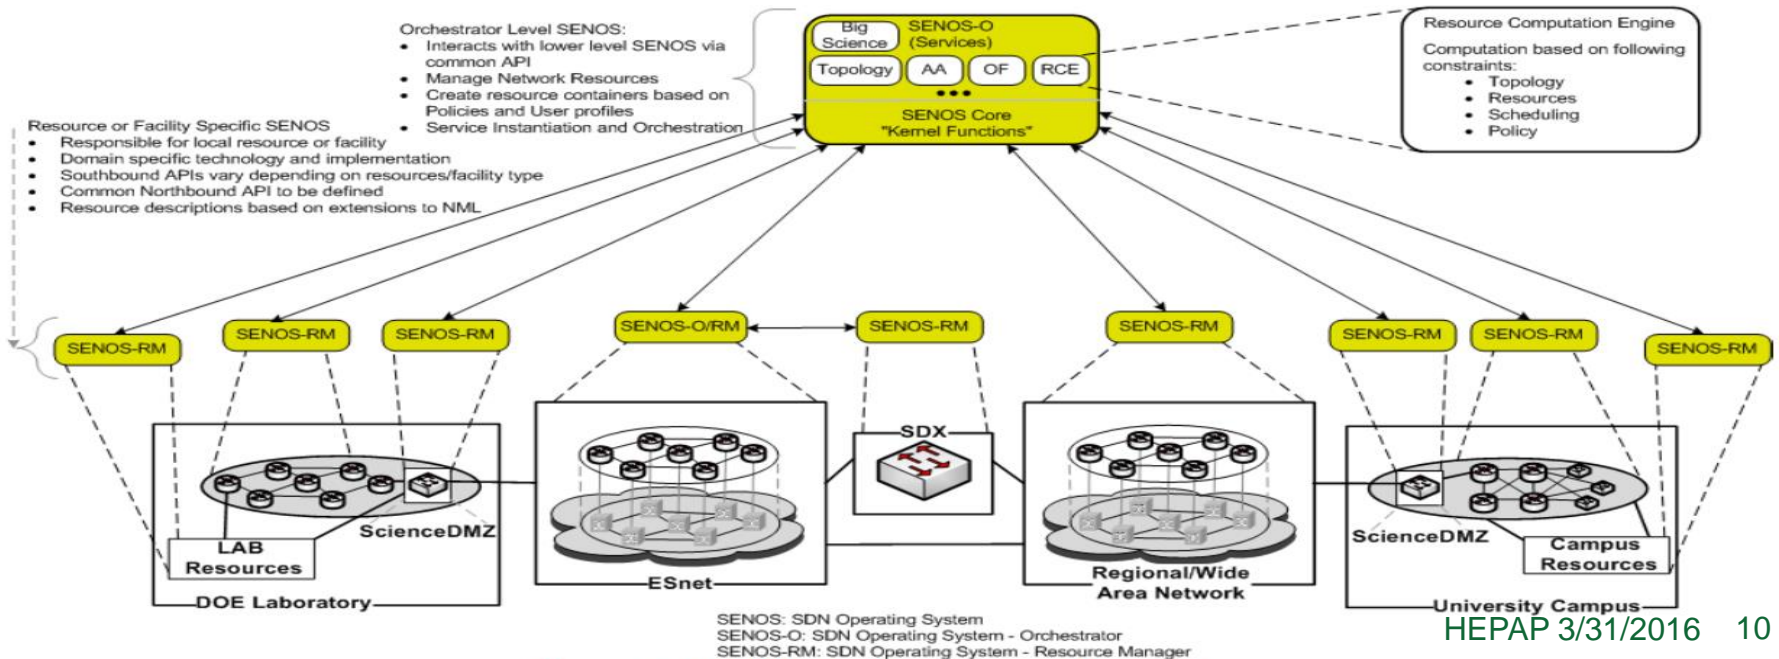 Orchestrator Level SENOS:
• Interacts with lower level SENOS via
common API
• Manage Network Resources
• Create resource containers based on
Policies and User profiles
• Service Instantiation and Orchestration
Big
Science
SENOS-O
(Services)
Topology
AA
OF
RCE
•••
SENOS Core
"Kernel Functions"
Resource Computation Engine
Computation based on following
constraints:
• Topology
• Resources
• Scheduling
• Policy
Resource or Facility Specific SENOS
• Responsible for local resource or facility
• Domain specific technology and implementation
• Southbound APIs vary depending on resources/facility type
• Common Northbound API to be defined
• Resource descriptions based on extensions to NML
SENOS-RM
SENOS-RM
SENOS-RM
SENOS-O/RM
SENOS-RM
SENOS-RM
SENOS-RM
SENOS-RM
SENOS-RM
ScienceDMZ
LAB
Resources
DOE Laboratory
ESnet
SDX
Regional/Wide
Area Network
ScienceDMZ
Campus
Resources
University Campus
SENOS: SDN Operating System
SENOS-O: SDN Operating System - Orchestrator
SENOS-RM: SDN Operating System - Resource Manager
HEPAP 3/31/2016 10